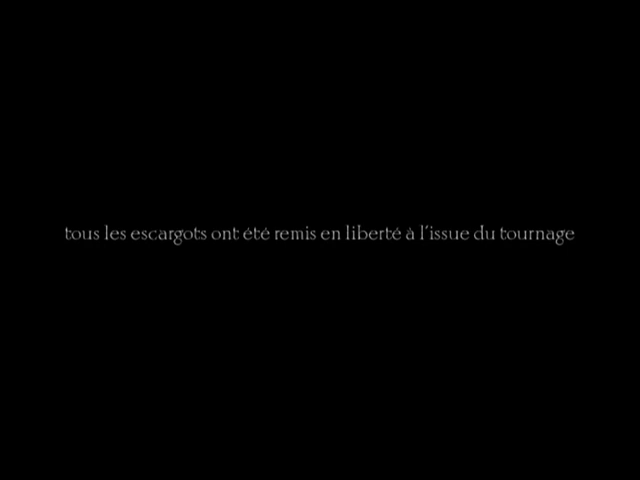 tous les escargots ont été remis en liberté à l'issue du tournage